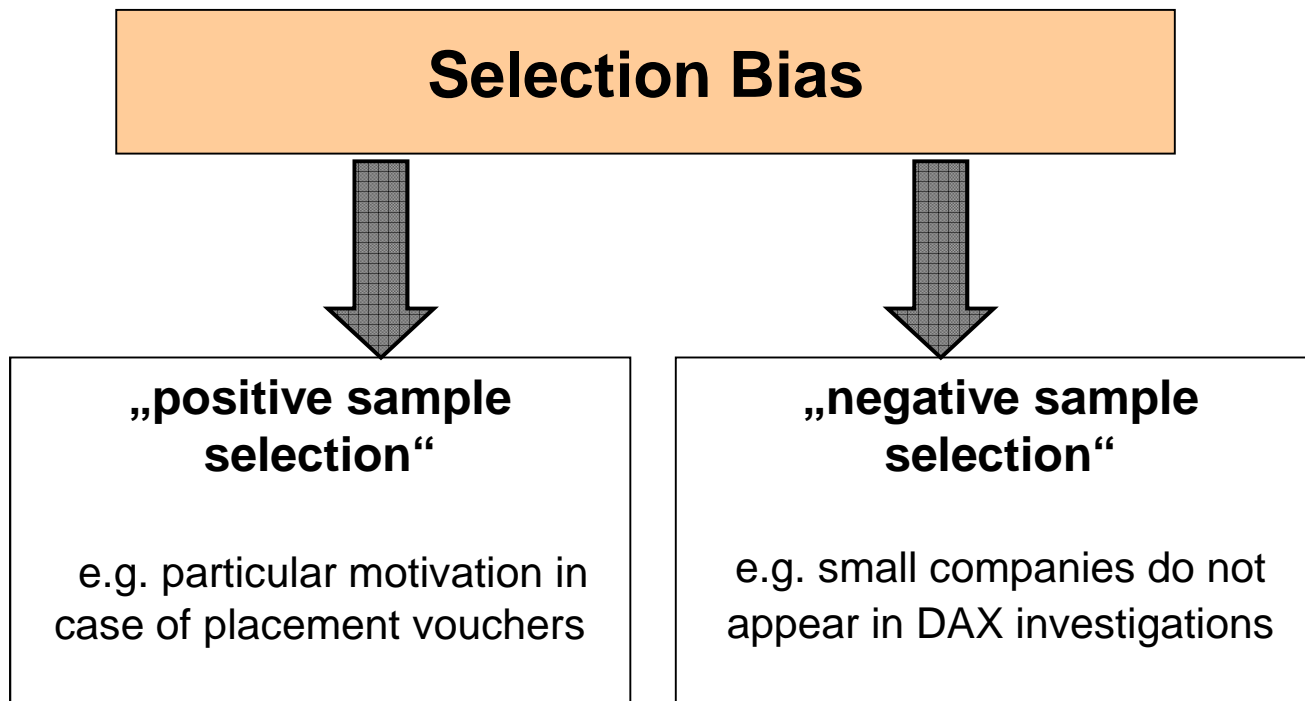 Selection Bias
„positive sample
selection“
e.g. particular motivation in
case of placement vouchers
„negative sample
selection“
e.g. small companies do not
appear in DAX investigations